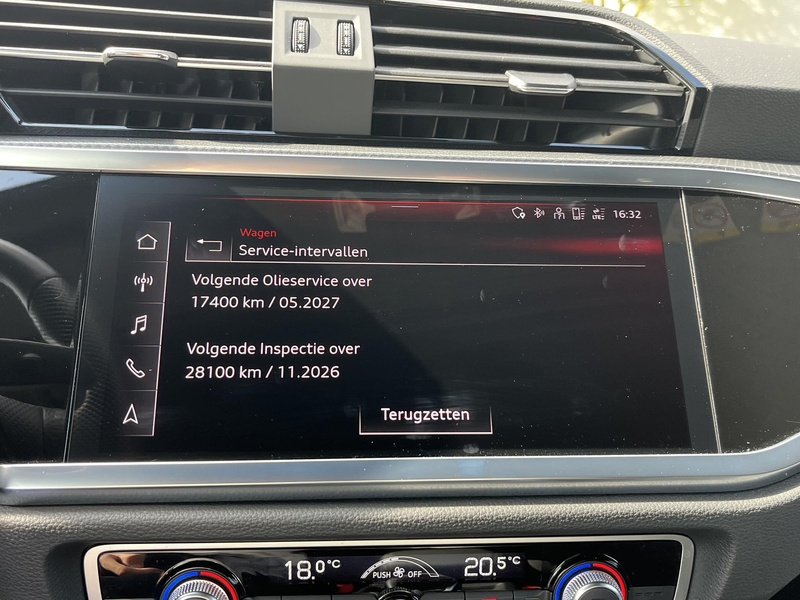 16:32
Wagen
Service-intervallen
Volgende Olieservice over
17400 km / 05.2027
Volgende Inspectie over
28100 km / 11.2026
Terugzetten
18.0°C
PUSH OFF
20.5°C